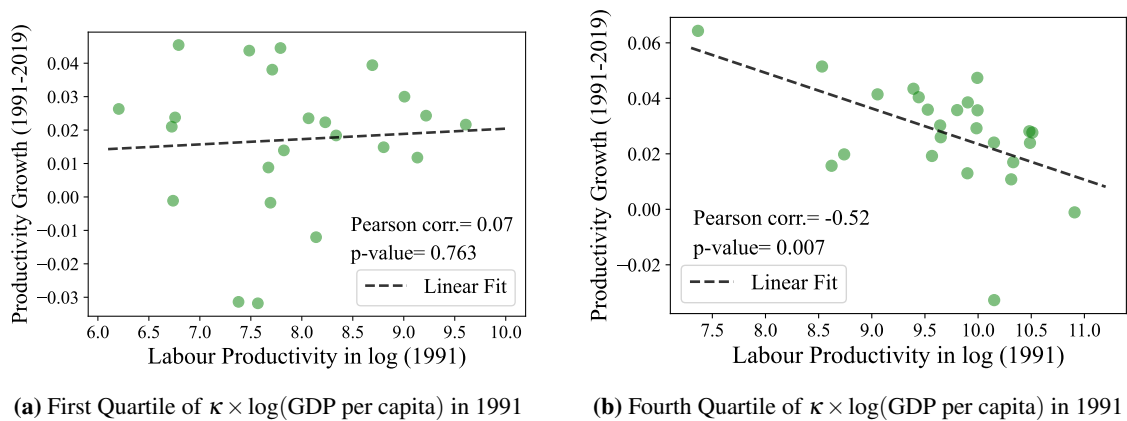 Productivity Growth (1991-2019)
0.04
0.03
0.02
0.01
0.00
−0.01
−0.02
−0.03
Pearson corr.= 0.07
p-value= 0.763
Linear Fit
6.0 6.5 7.0 7.5 8.0 8.5 9.0 9.5 10.0
Labour Productivity in log (1991)
(a) First Quartile of κ × log(GDP per capita) in 1991
Productivity Growth (1991-2019)
0.06
0.04
0.02
0.00
−0.02
Pearson corr.= -0.52
p-value= 0.007
Linear Fit
7.5 8.0 8.5 9.0 9.5 10.0 10.5 11.0
Labour Productivity in log (1991)
(b) Fourth Quartile of κ × log(GDP per capita) in 1991